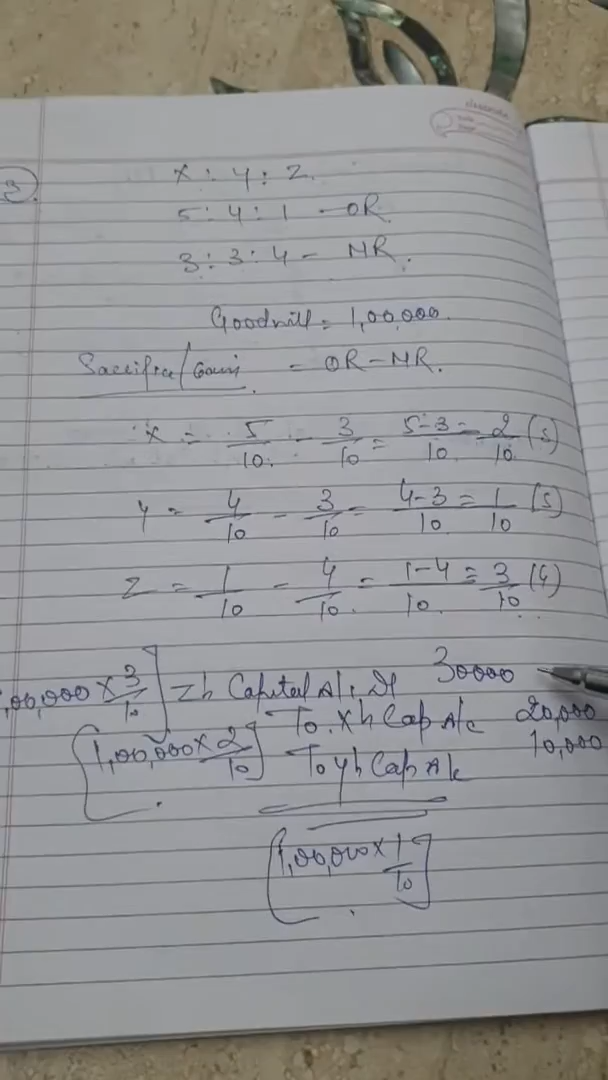 3.
X : Y : Z.
5 : 4 : 1 - OR
3 : 3 : 4 - NR.
Goodwill = 1,00,000.
Sacrifice/Gain = OR - NR.
X = 5/10 - 3/10 = 5-3/10 = 2/10 (S)
Y = 4/10 - 3/10 = 4-3/10 = 1/10 (S)
Z = 1/10 - 4/10 = 1-4/10 = 3/10 (G)
,00,000 × 3/10] Z's Capital A/c Dr 30000
[1,00,000 × 2/10] To X's Cap A/c 20,000
To Y's Cap A/c 10,000
[1,00,000 × 1/10]